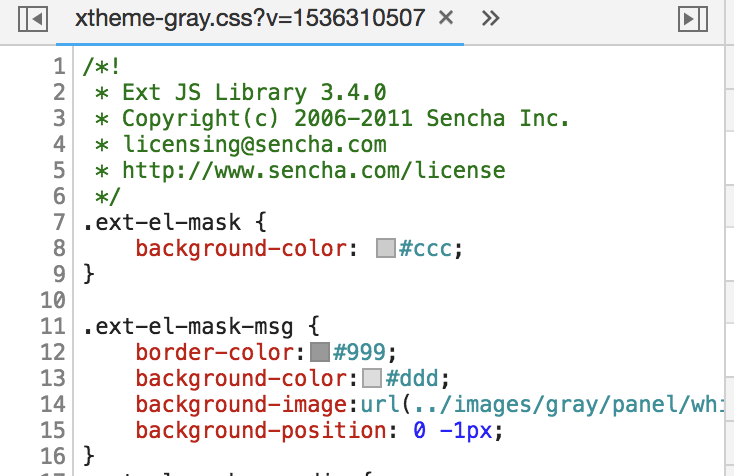 xtheme-gray.css?v=1536310507 × »
1 /*!
2 * Ext JS Library 3.4.0
3 * Copyright(c) 2006-2011 Sencha Inc.
4 * licensing@sencha.com
5 * http://www.sencha.com/license
6 */
7 .ext-el-mask {
8 background-color: #ccc;
9 }
10
11 .ext-el-mask-msg {
12 border-color:#999;
13 background-color:#ddd;
14 background-image:url(../images/gray/panel/whi
15 background-position: 0 -1px;
16 }